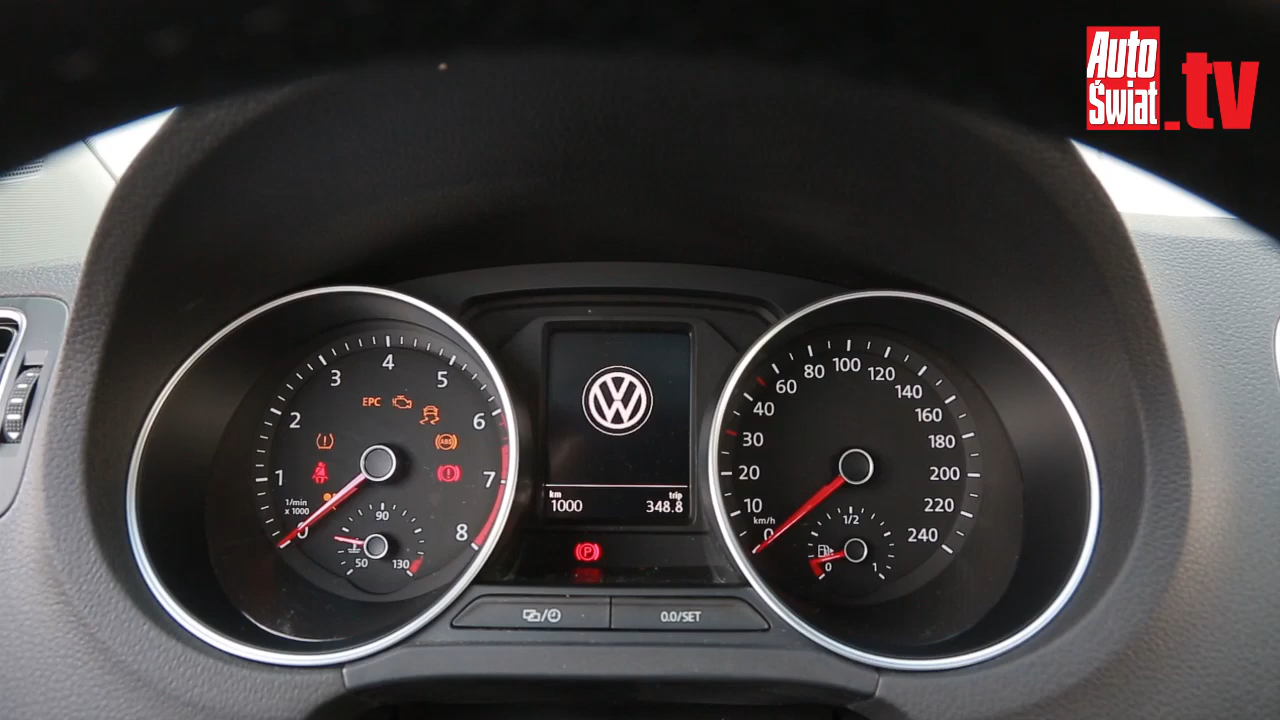 Auto
Świat
.tv
1
2
3
4
5
6
7
8
0
1/min
x 1000
EPC
ABS
50
90
130
km
1000
trip
348.8
P
0.0/SET
0
10
20
30
40
60
80
100
120
140
160
180
200
220
240
km/h
0
1/2
1